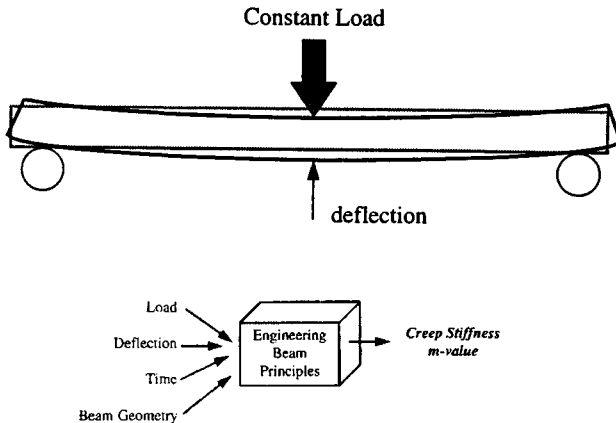 Constant Load
deflection
Load
Deflection
Time
Beam Geometry
Engineering
Beam
Principles
Creep Stiffness
m-value